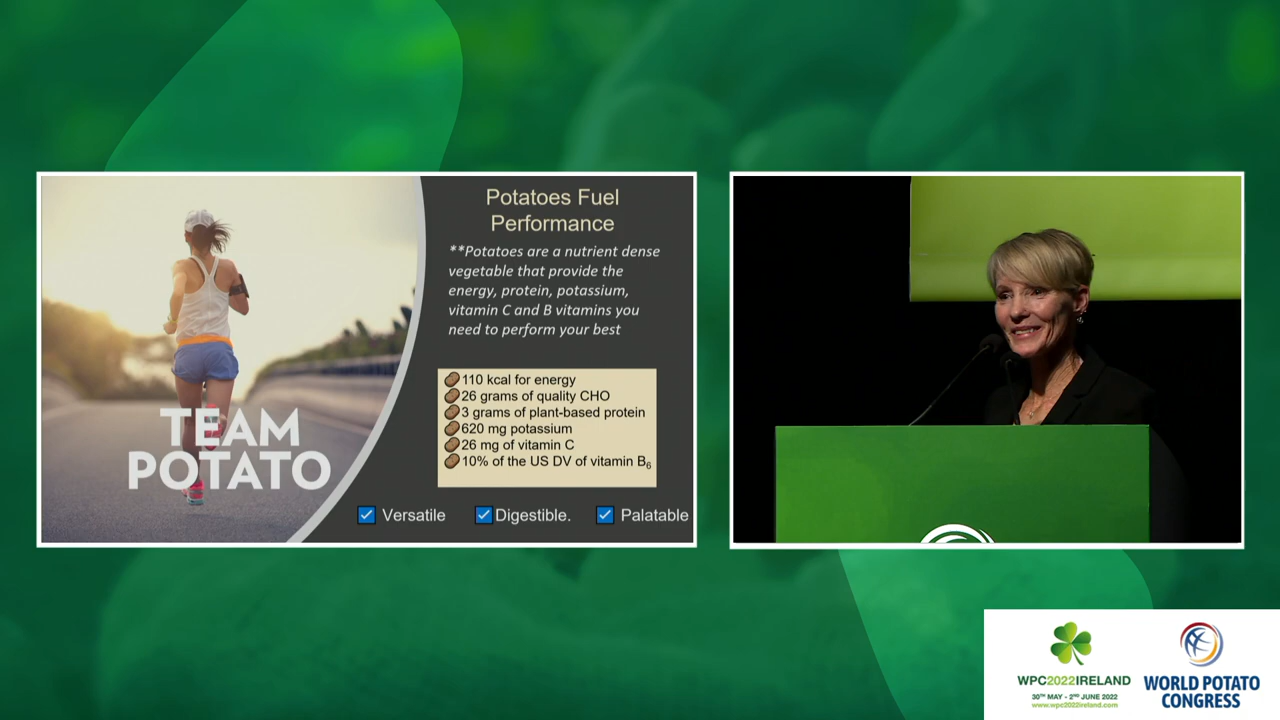 Potatoes Fuel
Performance
**Potatoes are a nutrient dense
vegetable that provide the
energy, protein, potassium,
vitamin C and B vitamins you
need to perform your best
110 kcal for energy
26 grams of quality CHO
3 grams of plant-based protein
620 mg potassium
26 mg of vitamin C
10% of the US DV of vitamin B₆
TEAM
POTATO
Versatile
Digestible.
Palatable
WPC2022IRELAND
30TH MAY - 2ND JUNE 2022
www.wpc2022ireland.com
WORLD POTATO
CONGRESS